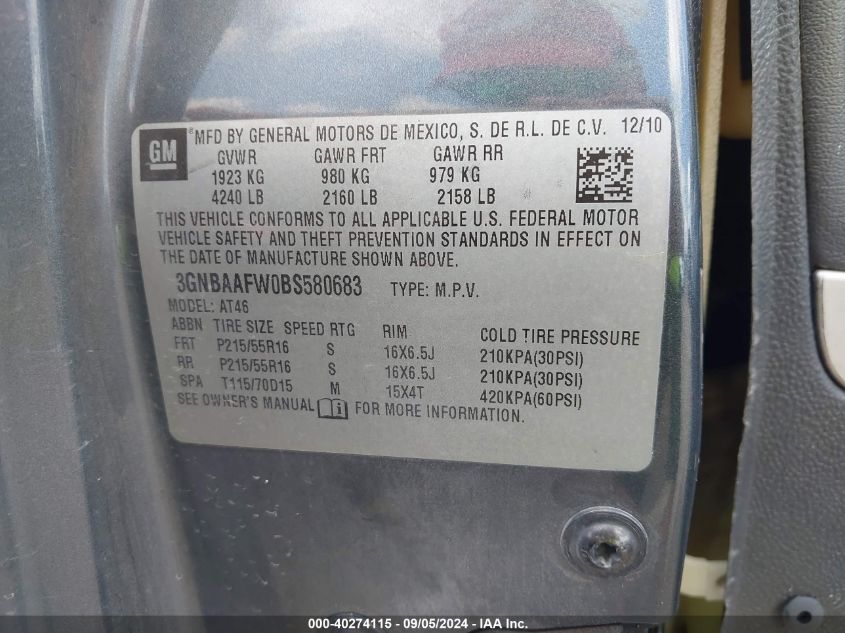 GM
®MFD BY GENERAL MOTORS DE MEXICO, S. DE R.L. DE C.V. 12/10
GVWR GAWR FRT GAWR RR
1923 KG 980 KG 979 KG
4240 LB 2160 LB 2158 LB
THIS VEHICLE CONFORMS TO ALL APPLICABLE U.S. FEDERAL MOTOR
VEHICLE SAFETY AND THEFT PREVENTION STANDARDS IN EFFECT ON
THE DATE OF MANUFACTURE SHOWN ABOVE.
3GNBAAFW0BS580683 TYPE: M.P.V.
MODEL: AT46
ABBN TIRE SIZE SPEED RTG RIM COLD TIRE PRESSURE
FRT P215/55R16 S 16X6.5J 210KPA(30PSI)
RR P215/55R16 S 16X6.5J 210KPA(30PSI)
SPA T115/70D15 M 15X4T 420KPA(60PSI)
SEE OWNER'S MANUAL i FOR MORE INFORMATION.
000-40274115 - 09/05/2024 - IAA Inc.